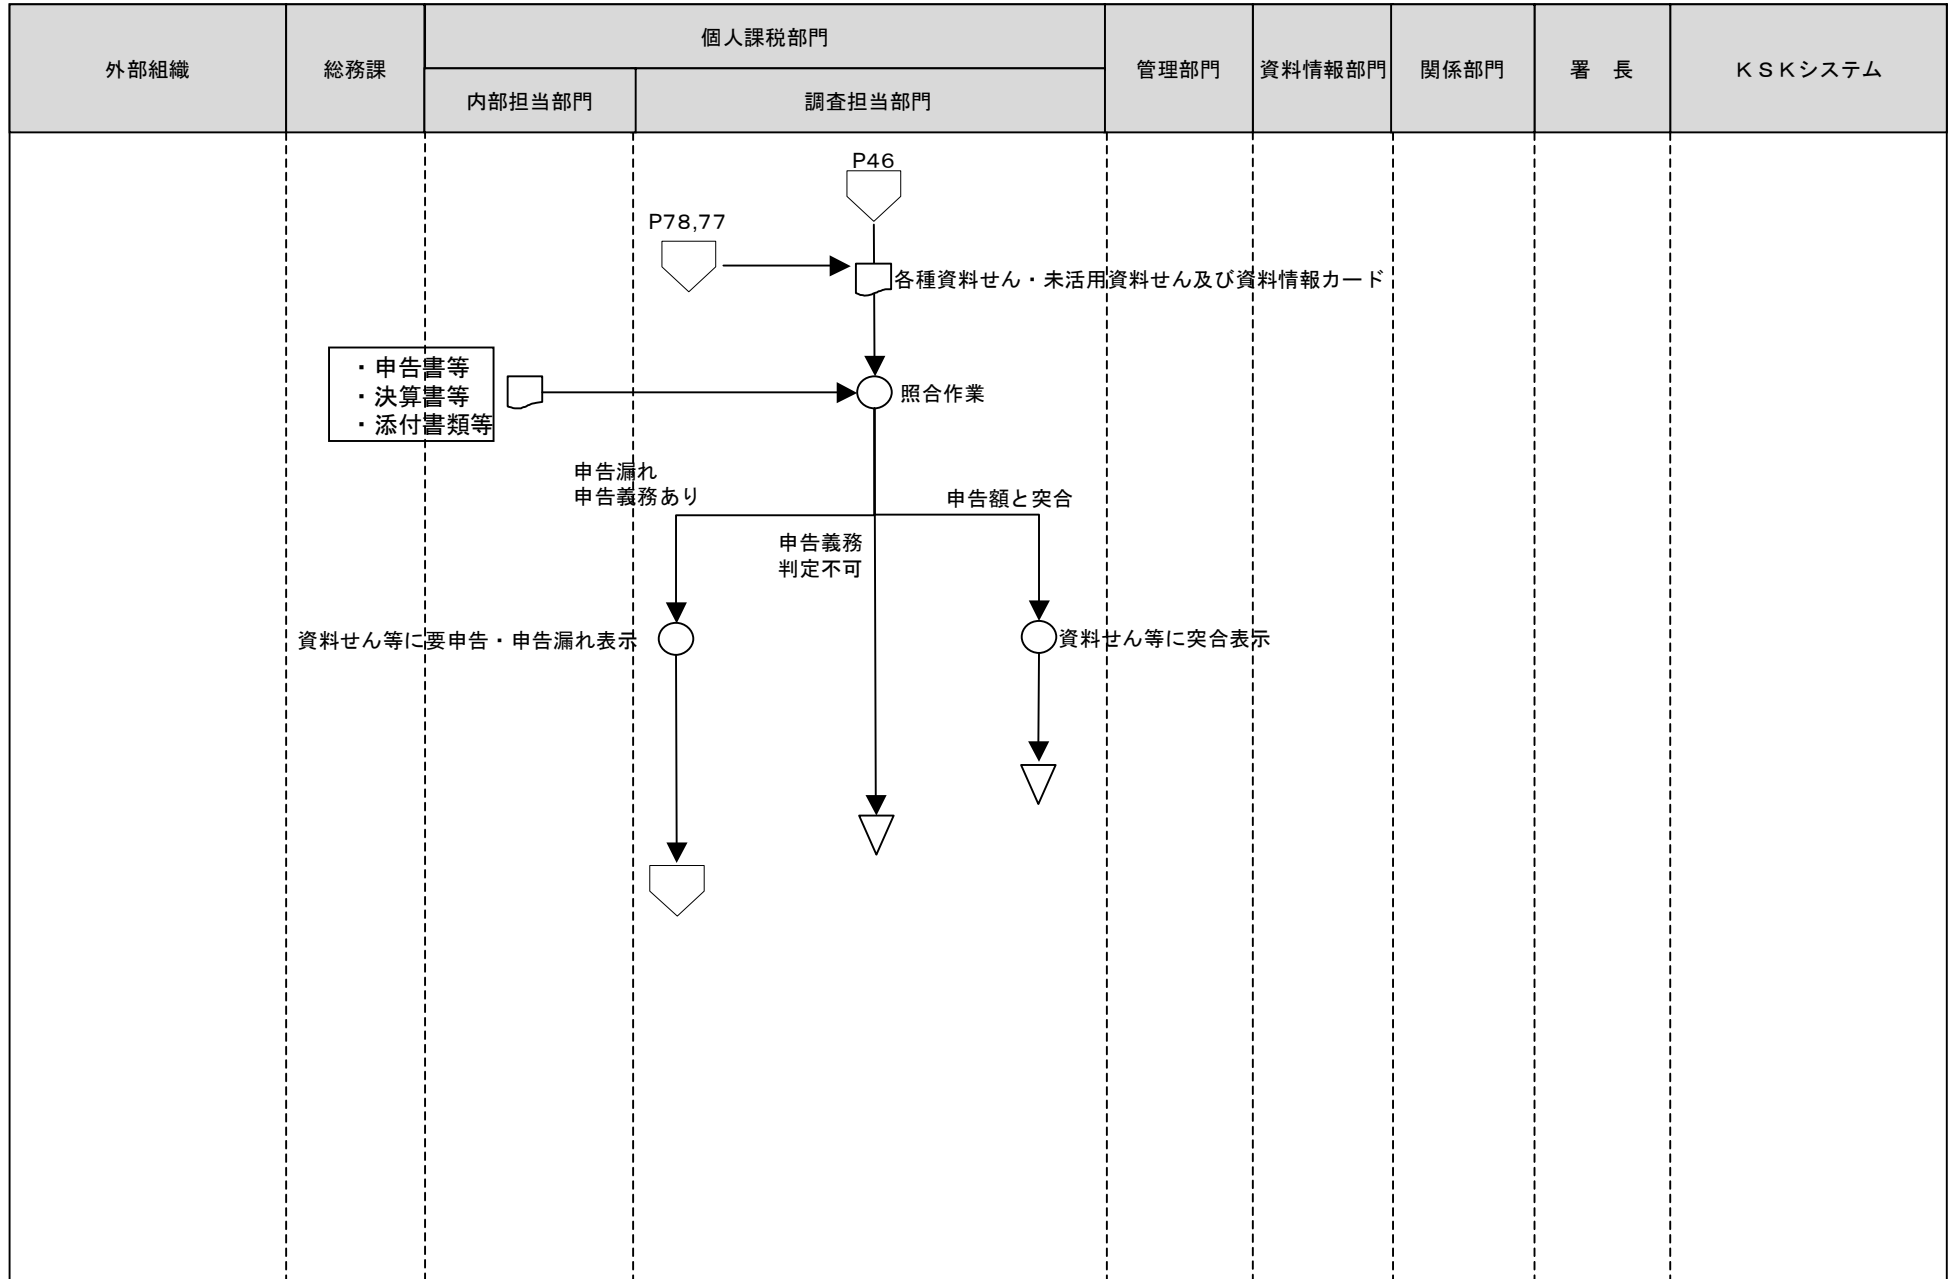 外部組織
総務課
個人課税部門
内部担当部門
調査担当部門
管理部門
資料情報部門
関係部門
署　長
ＫＳＫシステム
P46
P78,77
各種資料せん・未活用資料せん及び資料情報カード
・申告書等
・決算書等
・添付書類等
照合作業
申告漏れ
申告義務あり
申告額と突合
申告義務
判定不可
資料せん等に要申告・申告漏れ表示
資料せん等に突合表示